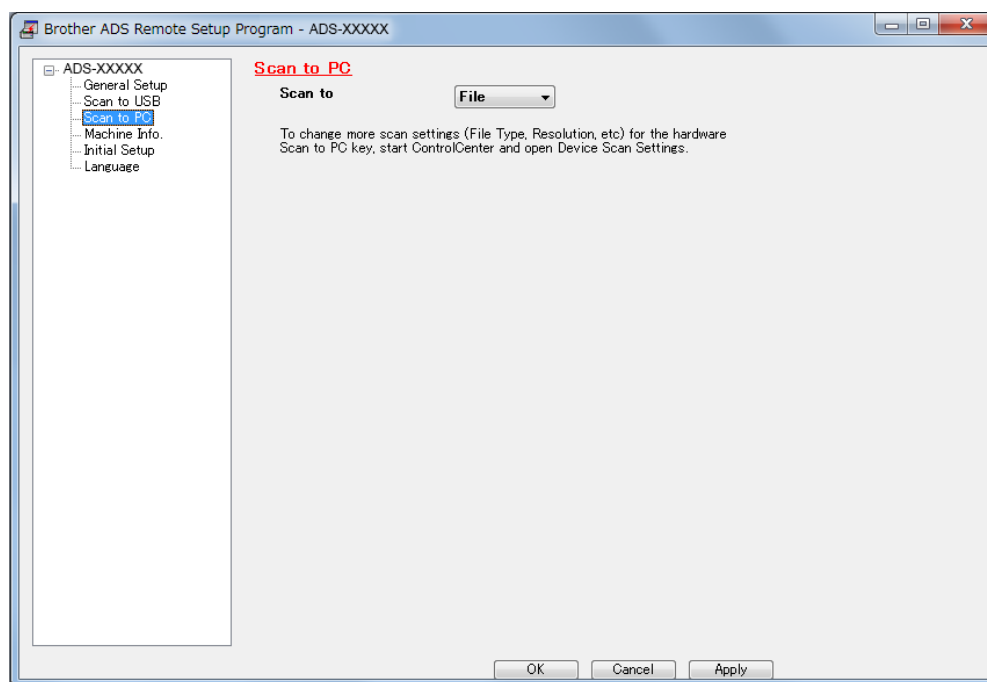 Brother ADS Remote Setup Program - ADS-XXXXX
ADS-XXXXX
General Setup
Scan to USB
Scan to PC
Machine Info.
Initial Setup
Language
Scan to PC
Scan to File
To change more scan settings (File Type, Resolution, etc) for the hardware
Scan to PC key, start ControlCenter and open Device Scan Settings.
OK Cancel Apply